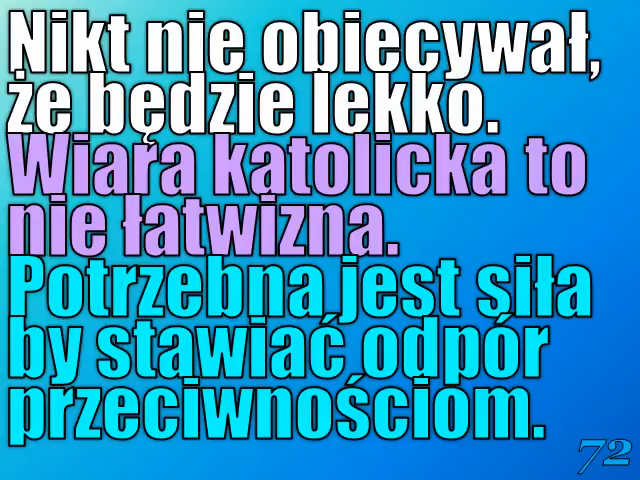 Nikt nie obiecywał,
że będzie lekko.
Wiara katolicka to
nie łatwizna.
Potrzebna jest siła
by stawiać odpór
przeciwnościom.
72